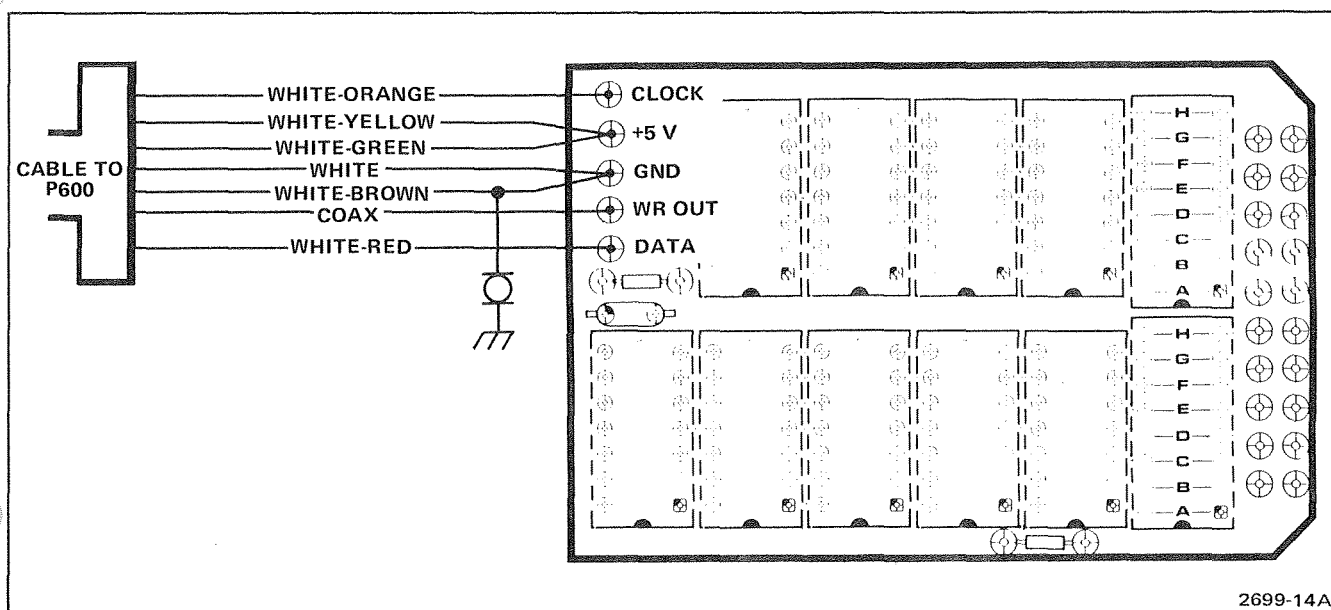 WHITE-ORANGE
CLOCK
WHITE-YELLOW
+5 V
WHITE-GREEN
CABLE TO
P600
WHITE
GND
WHITE-BROWN
COAX
WR OUT
WHITE-RED
DATA
H
G
F
E
D
C
B
A
H
G
F
E
D
C
B
A
2699-14A